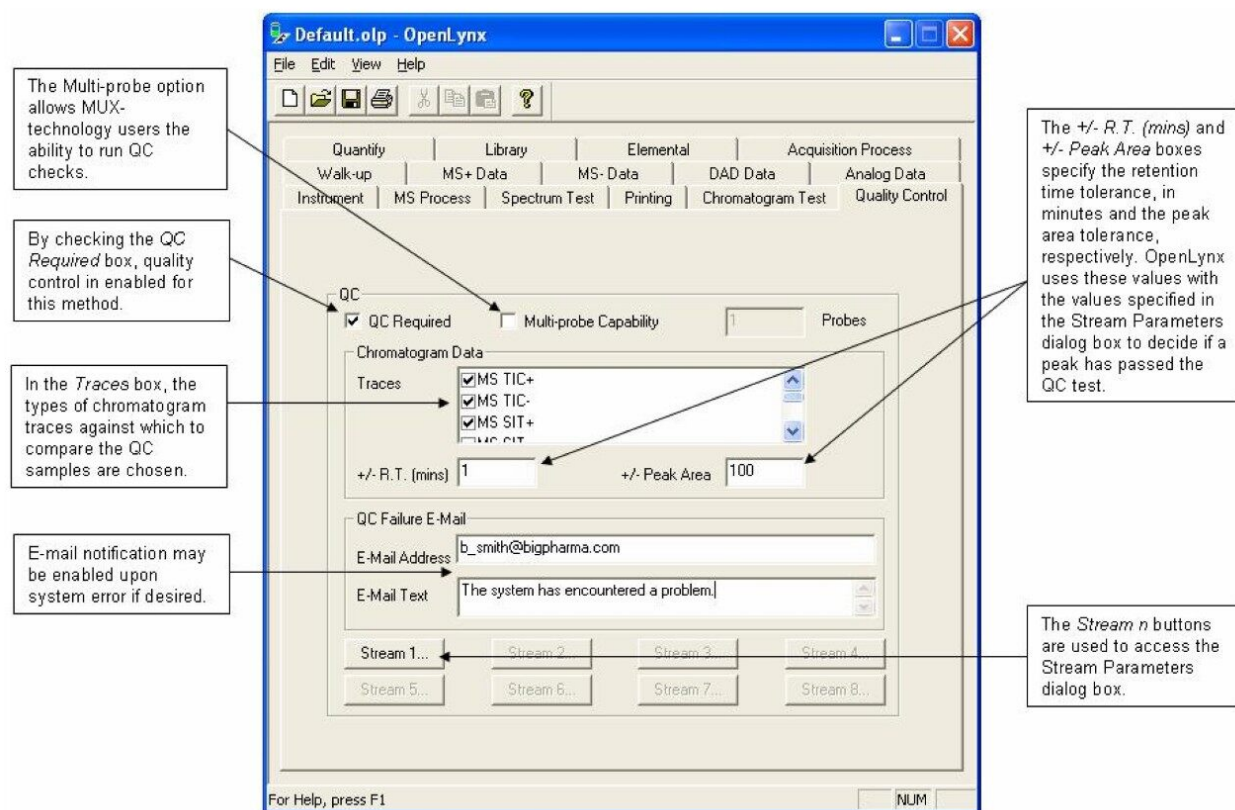 Default.olp - OpenLynx
File Edit View Help
The Multi-probe option
allows MUX-
technology users the
ability to run QC
checks.
By checking the QC
Required box, quality
control in enabled for
this method.
In the Traces box, the
types of chromatogram
traces against which to
compare the QC
samples are chosen.
E-mail notification may
be enabled upon
system error if desired.
Quantify Library Elemental Acquisition Process
Walk-up MS+ Data MS- Data DAD Data Analog Data
Instrument MS Process Spectrum Test Printing Chromatogram Test Quality Control
QC
QC Required Multi-probe Capability 1 Probes
Chromatogram Data
Traces
MS TIC+
MS TIC-
MS SIT+
MS SIT-
+/- R.T. (mins) 1 +/- Peak Area 100
QC Failure E-Mail
E-Mail Address b_smith@bigpharma.com
E-Mail Text The system has encountered a problem.
Stream 1... Stream 2... Stream 3... Stream 4...
Stream 5... Stream 6... Stream 7... Stream 8...
For Help, press F1 NUM
The +/- R.T. (mins) and
+/- Peak Area boxes
specify the retention
time tolerance, in
minutes and the peak
area tolerance,
respectively. OpenLynx
uses these values with
the values specified in
the Stream Parameters
dialog box to decide if a
peak has passed the
QC test.
The Stream n buttons
are used to access the
Stream Parameters
dialog box.